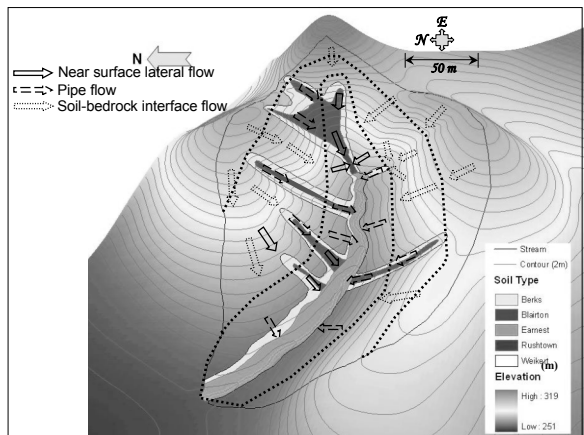 E
N
50 m
N
Near surface lateral flow
Pipe flow
Soil-bedrock interface flow
Stream
Contour (2m)
Soil Type
Berks
Blairton
Earnest
Rushtown
Weikert
(m)
Elevation
High : 319
Low : 251